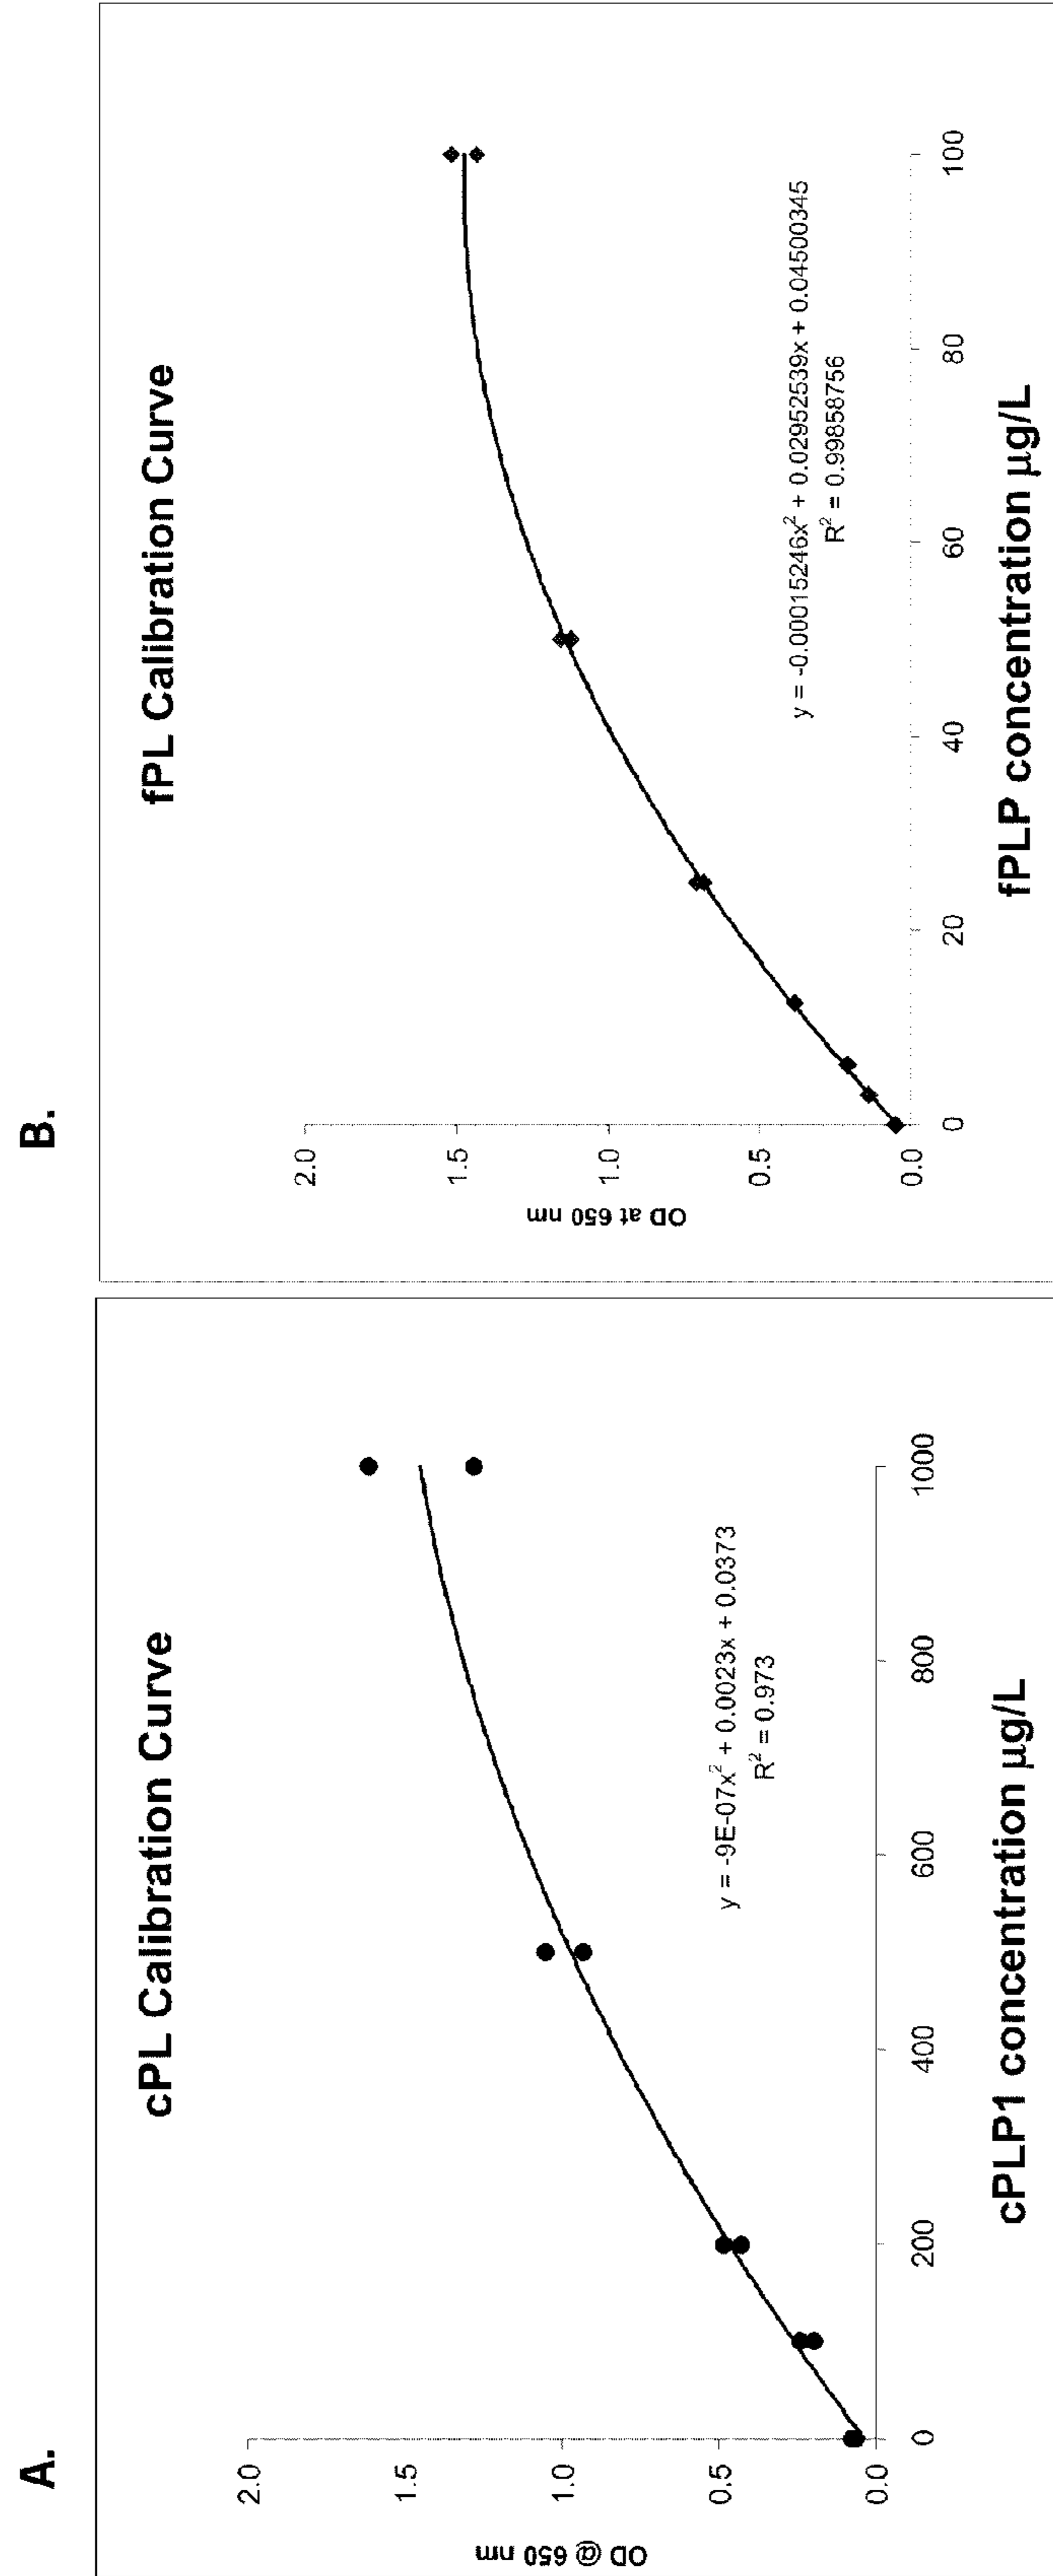 A.
cPL Calibration Curve
2.0
1.5
1.0
0.5
0.0
OD @ 650 nm
y = -9E-07x² + 0.0023x + 0.0373
R² = 0.973
0 200 400 600 800 1000
cPLP1 concentration µg/L
B.
fPL Calibration Curve
2.0
1.5
1.0
0.5
0.0
OD at 650 nm
y = -0.00015246x² + 0.02952539x + 0.04500345
R² = 0.99858756
0 20 40 60 80 100
fPLP concentration µg/L